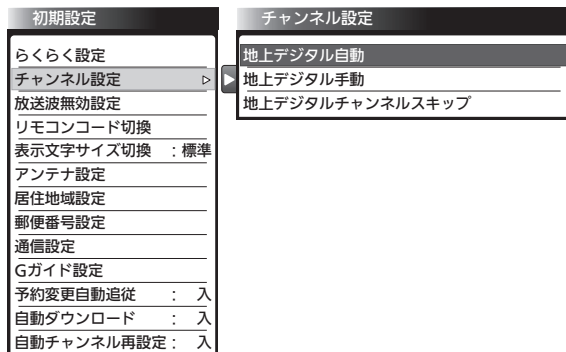 初期設定
らくらく設定
チャンネル設定
放送波無効設定
リモコンコード切換
表示文字サイズ切換 ：標準
アンテナ設定
居住地域設定
郵便番号設定
通信設定
Gガイド設定
予約変更自動追従 ： 入
自動ダウンロード ： 入
自動チャンネル再設定： 入
チャンネル設定
地上デジタル自動
地上デジタル手動
地上デジタルチャンネルスキップ